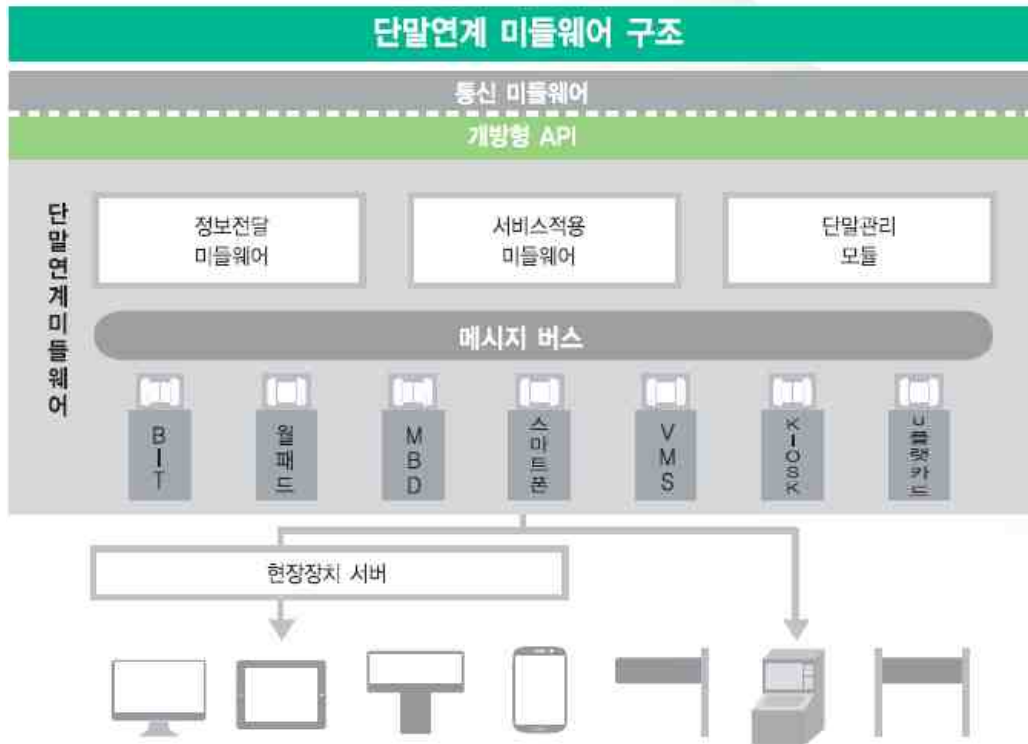 단말연계 미들웨어 구조
통신 미들웨어
개방형 API
단말연계미들웨어
정보전달
미들웨어
서비스적용
미들웨어
단말관리
모듈
메시지 버스
BIT
월패드
MBD
스마트폰
VMS
KIOSK
U플랫카드
현장장치 서버